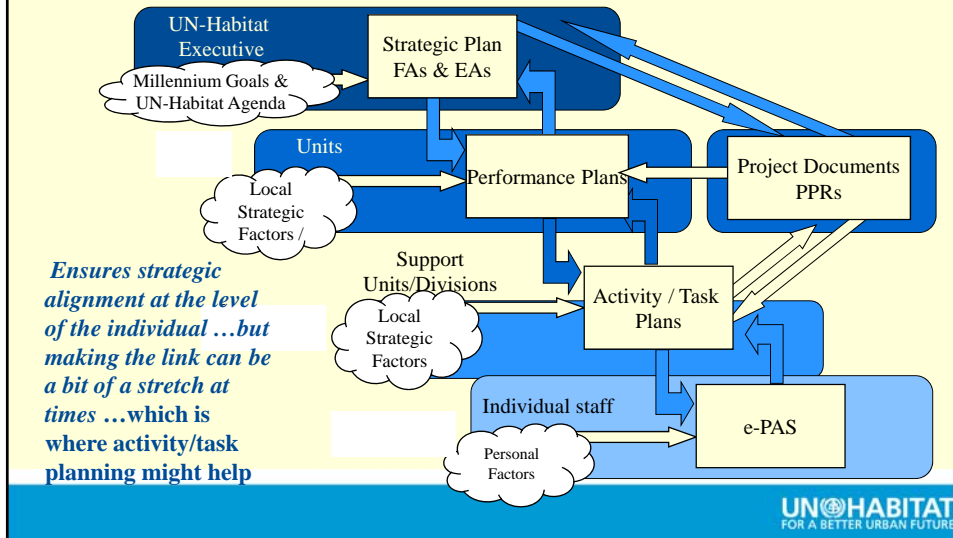 UN-Habitat
Executive
Strategic Plan
FAs & EAs
Millennium Goals &
UN-Habitat Agenda
Units
Performance Plans
Project Documents
PPRs
Local
Strategic
Factors /
Support
Units/Divisions
Activity / Task
Plans
Local
Strategic
Factors
Ensures strategic
alignment at the level
of the individual …but
making the link can be
a bit of a stretch at
times …which is
where activity/task
planning might help
Individual staff
e-PAS
Personal
Factors
UN HABITAT
FOR A BETTER URBAN FUTURE